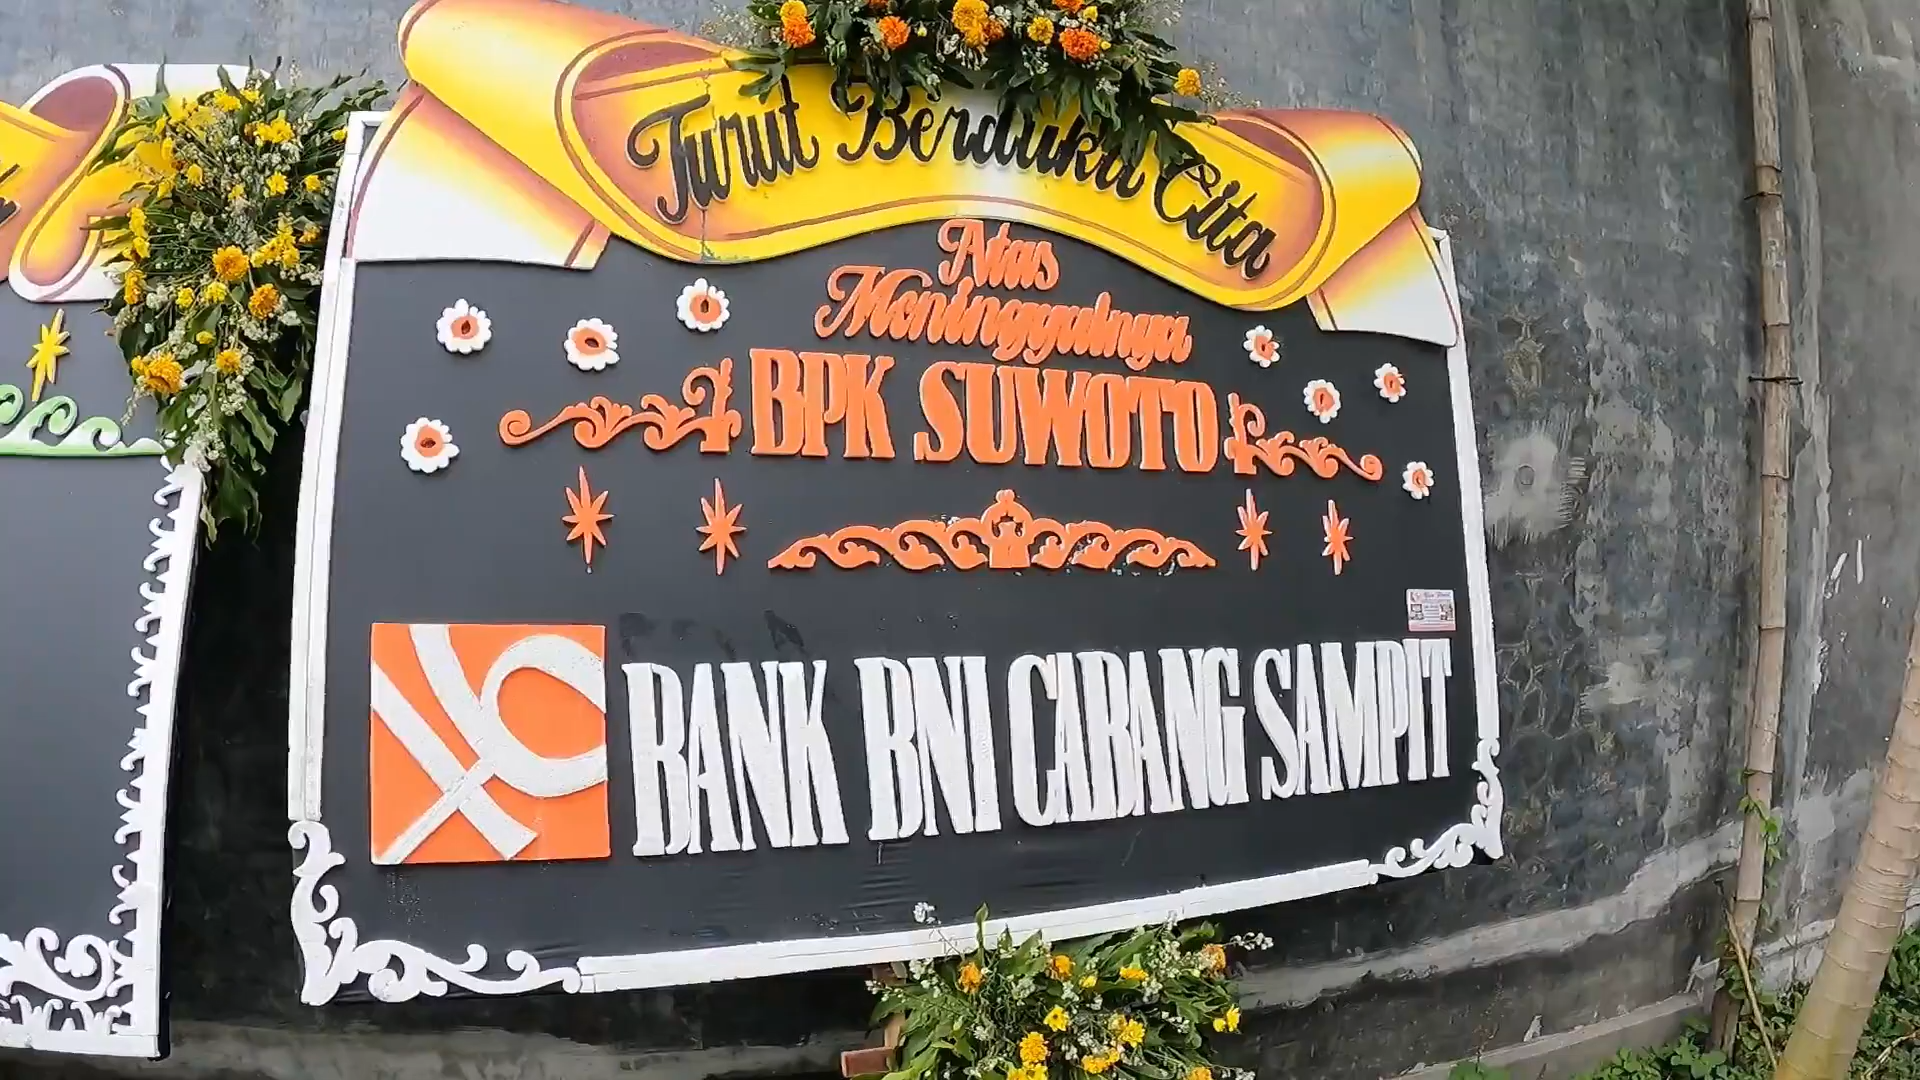 Turut Berduka Cita
Atas
Meninggalnya
BPK SUWOTO
BANK BNI CABANG SAMPIT